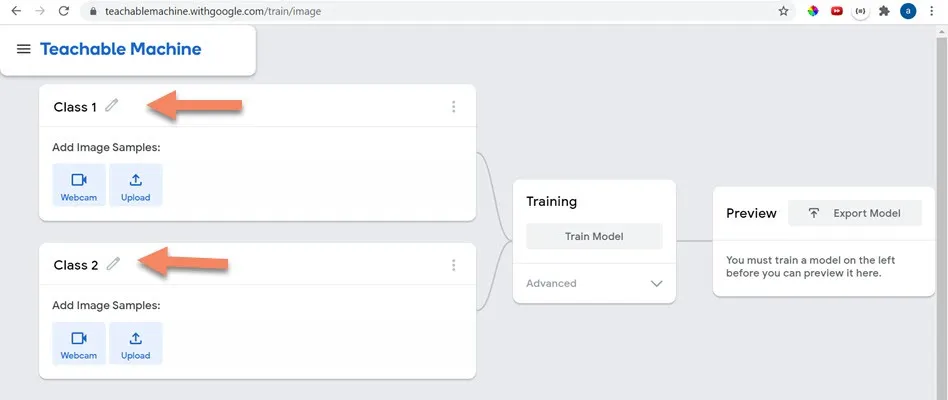 teachablemachine.withgoogle.com/train/image
a
Teachable Machine
Class 1
Add Image Samples:
Webcam
Upload
Class 2
Add Image Samples:
Webcam
Upload
Training
Train Model
Advanced
Preview
Export Model
You must train a model on the left
before you can preview it here.